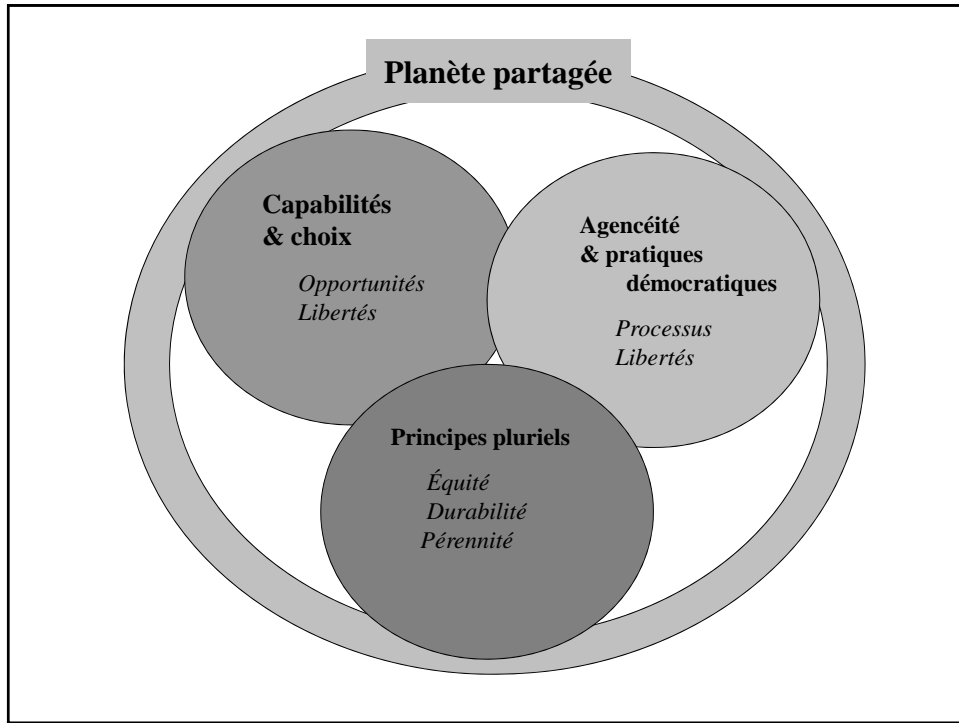 Planète partagée
Capabilités
& choix
Opportunités
Libertés
Agencéité
& pratiques
démocratiques
Processus
Libertés
Principes pluriels
Équité
Durabilité
Pérennité